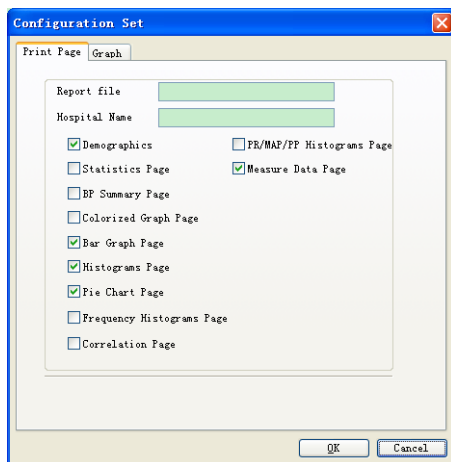 Configuration Set
Print Page Graph
Report file
Hospital Name
Demographics PR/MAP/PP Histograms Page
Statistics Page Measure Data Page
BP Summary Page
Colorized Graph Page
Bar Graph Page
Histograms Page
Pie Chart Page
Frequency Histograms Page
Correlation Page
OK Cancel